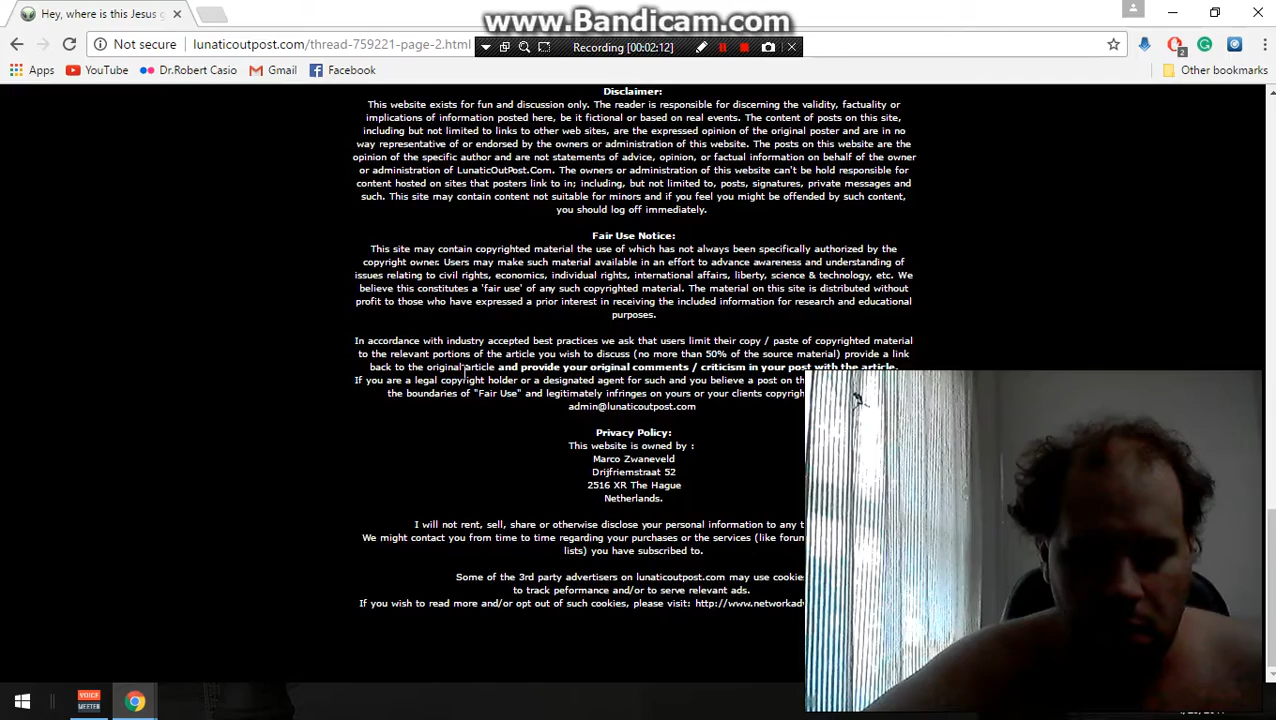 Hey, where is this Jesus g
www.Bandicam.com
Not secure
lunaticoutpost.com/thread-759221-page-2.html
Recording [00:02:12]
2
Apps
YouTube
Dr.Robert Casio
Gmail
Facebook
Other bookmarks
Disclaimer:
This website exists for fun and discussion only. The reader is responsible for discerning the validity, factuality or
implications of information posted here, be it fictional or based on real events. The content of posts on this site,
including but not limited to links to other web sites, are the expressed opinion of the original poster and are in no
way representative of or endorsed by the owners or administration of this website. The posts on this website are the
opinion of the specific author and are not statements of advice, opinion, or factual information on behalf of the owner
or administration of LunaticOutPost.Com. The owners or administration of this website can't be held responsible for
content hosted on sites that posters link to in; including, but not limited to, posts, signatures, private messages and
such. This site may contain content not suitable for minors and if you feel you might be offended by such content,
you should log off immediately.
Fair Use Notice:
This site may contain copyrighted material the use of which has not always been specifically authorized by the
copyright owner. Users may make such material available in an effort to advance awareness and understanding of
issues relating to civil rights, economics, individual rights, international affairs, liberty, science & technology, etc. We
believe this constitutes a 'fair use' of any such copyrighted material. The material on this site is distributed without
profit to those who have expressed a prior interest in receiving the included information for research and educational
purposes.
In accordance with industry accepted best practices we ask that users limit their copy / paste of copyrighted material
to the relevant portions of the article you wish to discuss (no more than 50% of the source material) provide a link
back to the original article and provide your original comments / criticism in your post with the article.
If you are a legal copyright holder or a designated agent for such and you believe a post on th
the boundaries of "Fair Use" and legitimately infringes on yours or your clients copyrigh
admin@lunaticoutpost.com
Privacy Policy:
This website is owned by :
Marco Zwaneveld
Drijfriemstraat 52
2516 XR The Hague
Netherlands.
I will not rent, sell, share or otherwise disclose your personal information to any t
We might contact you from time to time regarding your purchases or the services (like forum
lists) you have subscribed to.
Some of the 3rd party advertisers on lunaticoutpost.com may use cookie
to track peformance and/or to serve relevant ads.
If you wish to read more and/or opt out of such cookies, please visit: http://www.networkad
VOICE
MEETER